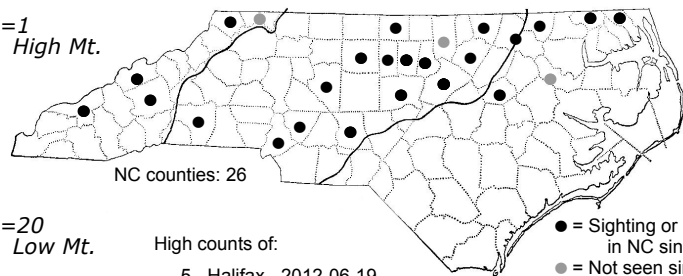 =1
High Mt.
NC counties: 26
=20
Low Mt.
High counts of:
5 - Halifax - 2012-06-19
● = Sighting or
in NC sin
● = Not seen si